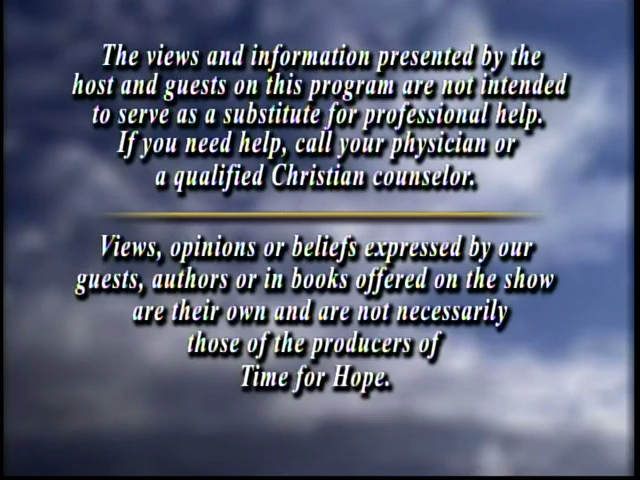 The views and information presented by the
host and guests on this program are not intended
to serve as a substitute for professional help.
If you need help, call your physician or
a qualified Christian counselor.
Views, opinions or beliefs expressed by our
guests, authors or in books offered on the show
are their own and are not necessarily
those of the producers of
Time for Hope.